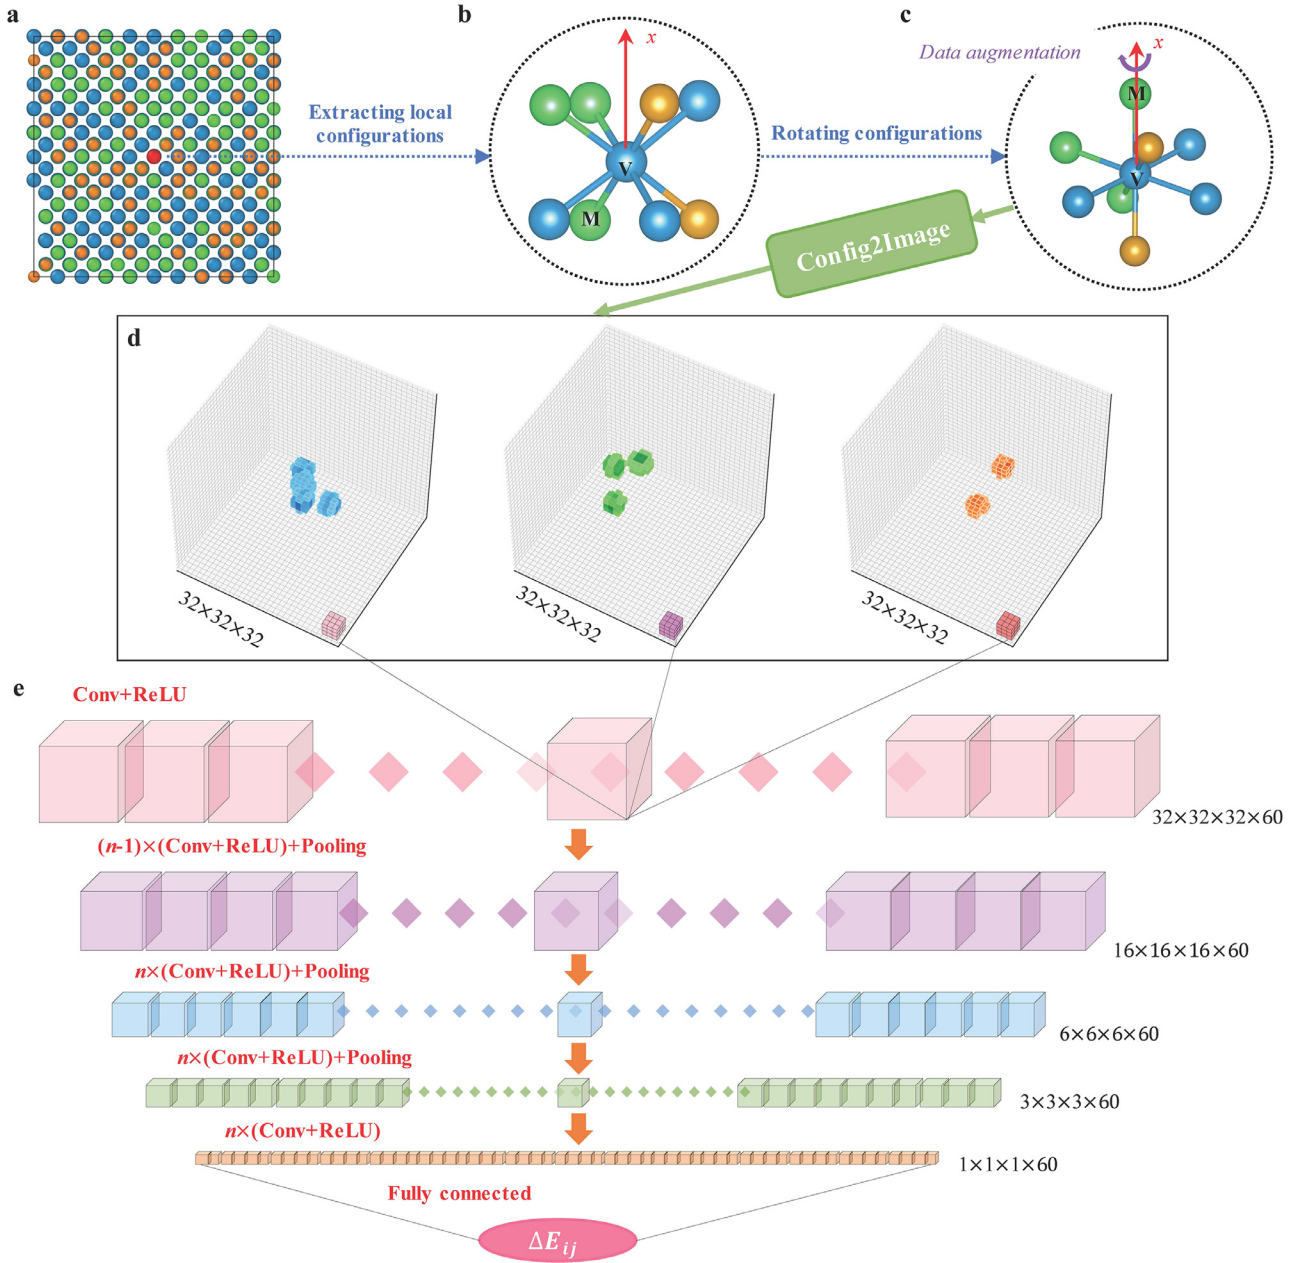 a
b
c
x
Data augmentation
x
M
Extracting local
configurations
V
Rotating configurations
V
M
Config2Image
d
32×32×32
32×32×32
32×32×32
e
Conv+ReLU
32×32×32×60
(n-1)×(Conv+ReLU)+Pooling
16×16×16×60
n×(Conv+ReLU)+Pooling
6×6×6×60
n×(Conv+ReLU)+Pooling
3×3×3×60
n×(Conv+ReLU)
1×1×1×60
Fully connected
ΔE_{ij}